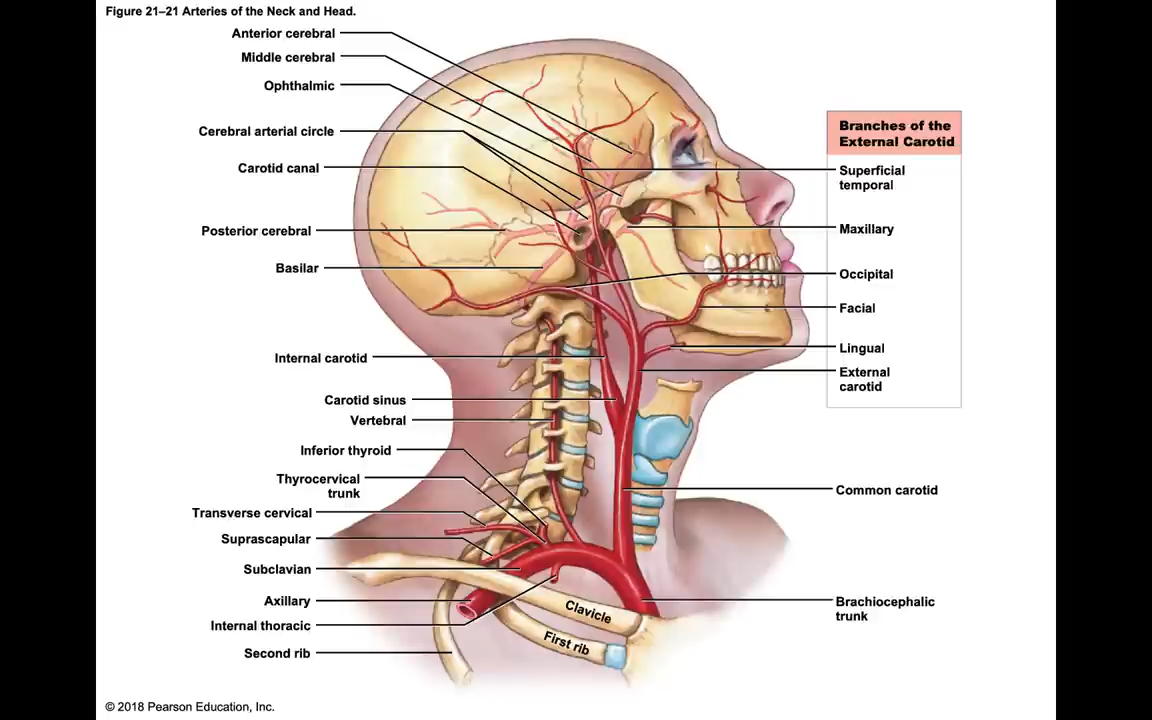 Figure 21–21 Arteries of the Neck and Head.
Anterior cerebral
Middle cerebral
Ophthalmic
Cerebral arterial circle
Carotid canal
Posterior cerebral
Basilar
Internal carotid
Carotid sinus
Vertebral
Inferior thyroid
Thyrocervical
trunk
Transverse cervical
Suprascapular
Subclavian
Axillary
Internal thoracic
Second rib
Clavicle
First rib
Branches of the
External Carotid
Superficial
temporal
Maxillary
Occipital
Facial
Lingual
External
carotid
Common carotid
Brachiocephalic
trunk
© 2018 Pearson Education, Inc.